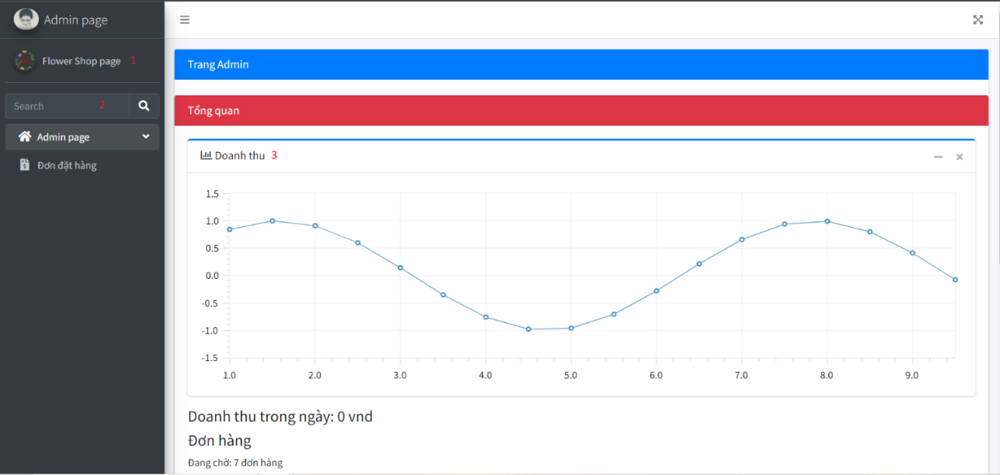 Admin page
Flower Shop page 1
Search 2
Admin page
Đơn đặt hàng
Trang Admin
Tổng quan
Doanh thu 3
1.5
1.0
0.5
0.0
-0.5
-1.0
-1.5
1.0 2.0 3.0 4.0 5.0 6.0 7.0 8.0 9.0
Doanh thu trong ngày: 0 vnd
Đơn hàng
Đang chờ: 7 đơn hàng